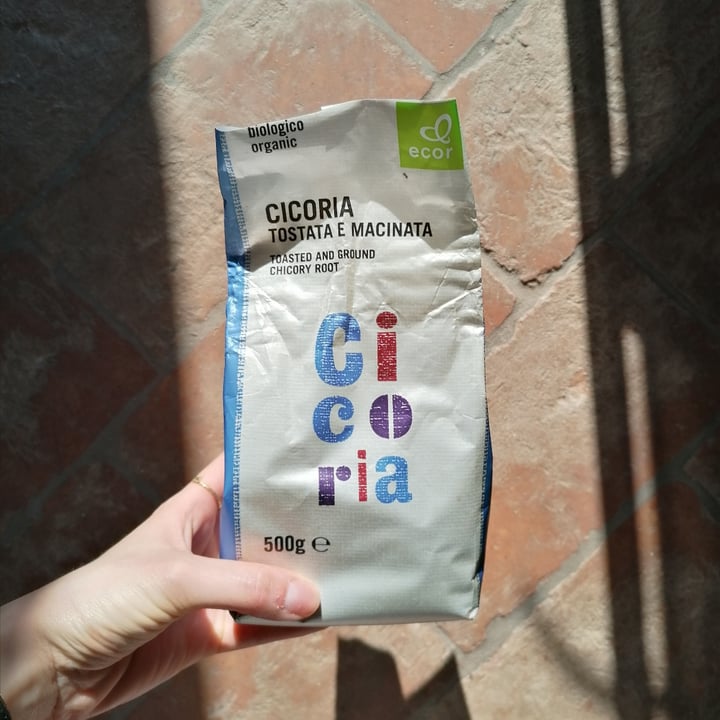 biologico
organic
ecor
CICORIA
TOSTATA E MACINATA
TOASTED AND GROUND
CHICORY ROOT
Ci
co
ria
500g ℮